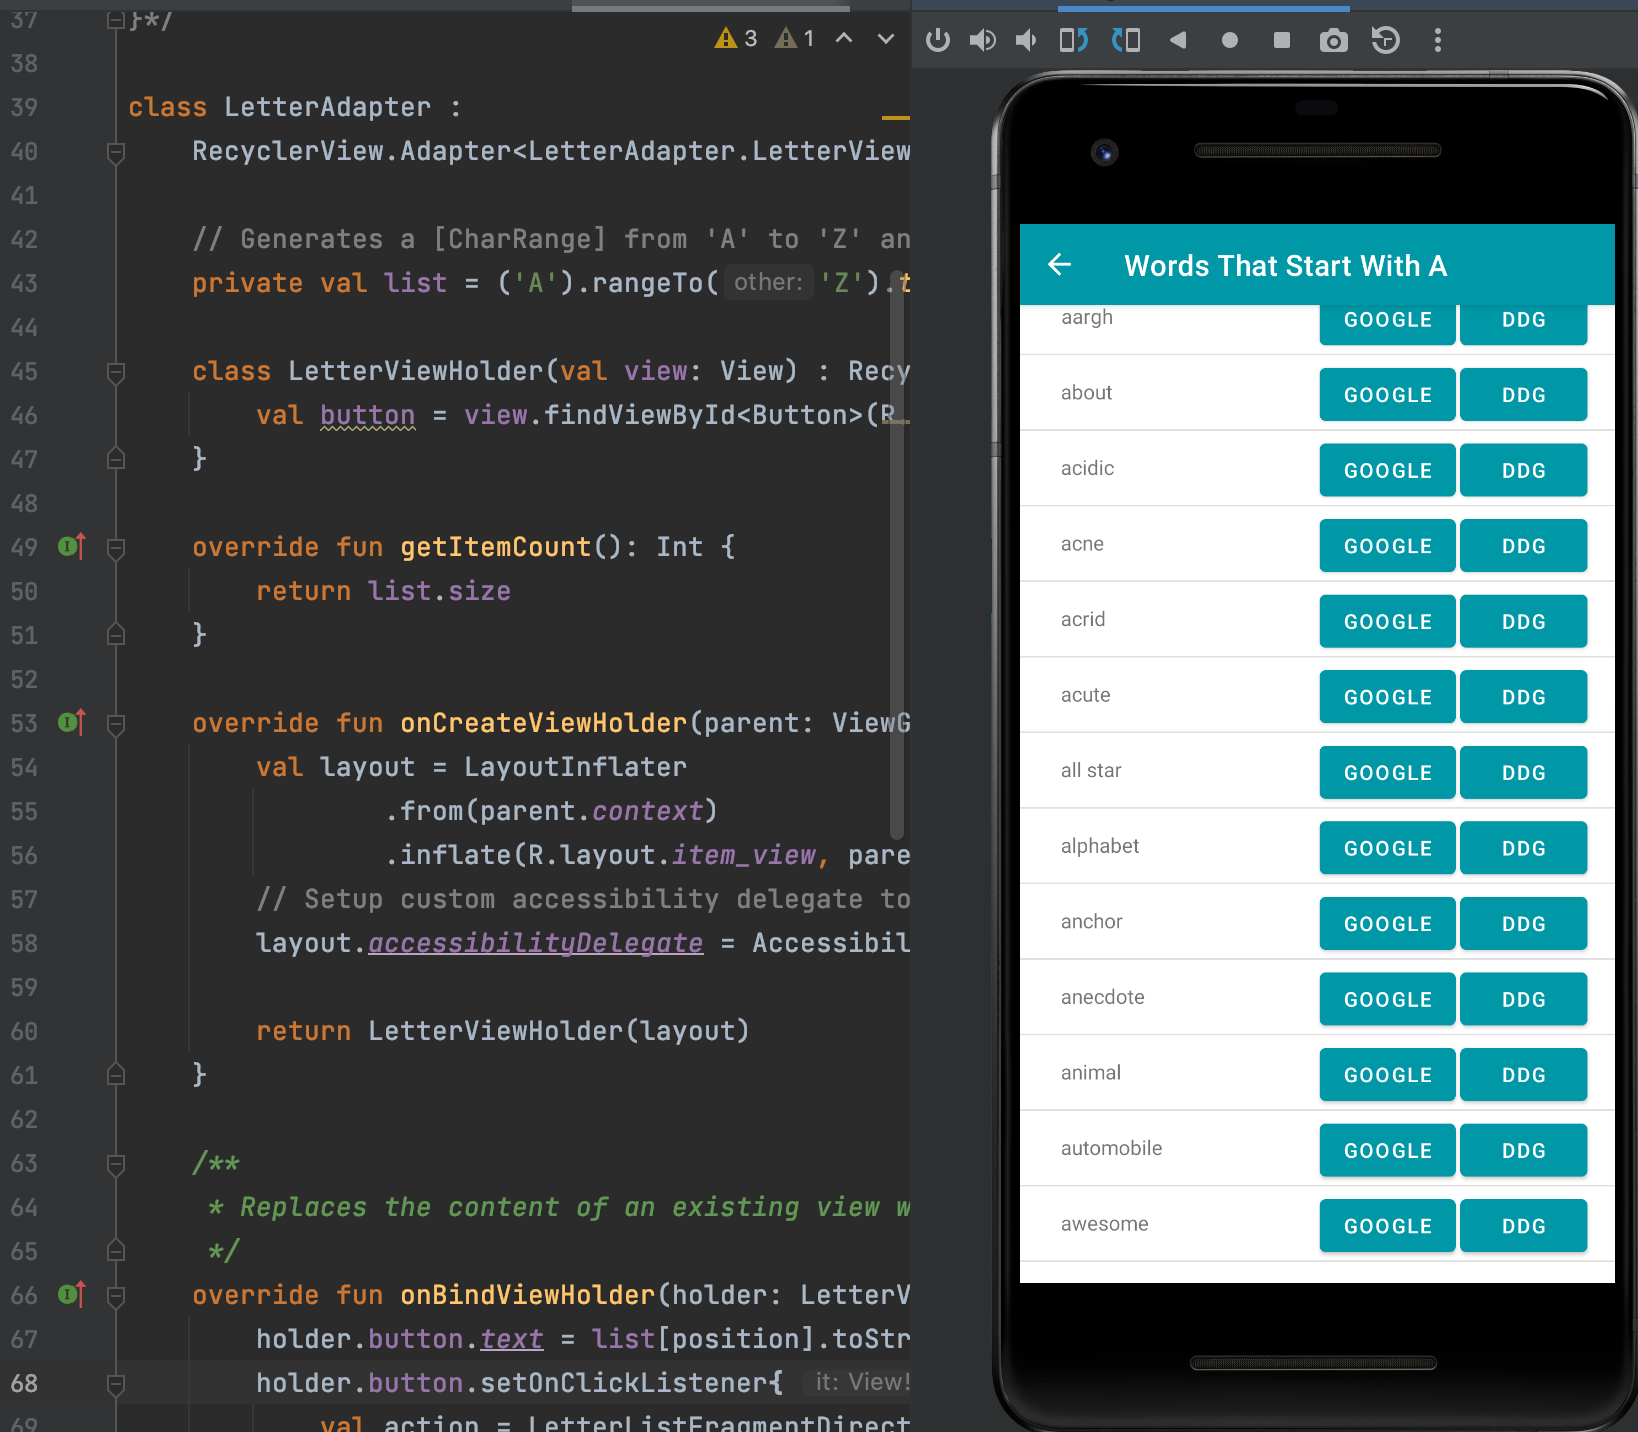 37 }*/
3 1
38
39 class LetterAdapter :
40 RecyclerView.Adapter<LetterAdapter.LetterView
41
42 // Generates a [CharRange] from 'A' to 'Z' an
43 private val list = ('A').rangeTo( other: 'Z').t
44
45 class LetterViewHolder(val view: View) : Recy
46 val button = view.findViewById<Button>(R.
47 }
48
49 override fun getItemCount(): Int {
50 return list.size
51 }
52
53 override fun onCreateViewHolder(parent: ViewG
54 val layout = LayoutInflater
55 .from(parent.context)
56 .inflate(R.layout.item_view, pare
57 // Setup custom accessibility delegate to
58 layout.accessibilityDelegate = Accessibil
59
60 return LetterViewHolder(layout)
61 }
62
63 /**
64 * Replaces the content of an existing view w
65 */
66 override fun onBindViewHolder(holder: LetterV
67 holder.button.text = list[position].toStr
68 holder.button.setOnClickListener{ it: View!
69 val action = LetterListFragmentDirect
Words That Start With A
aargh GOOGLE DDG
about GOOGLE DDG
acidic GOOGLE DDG
acne GOOGLE DDG
acrid GOOGLE DDG
acute GOOGLE DDG
all star GOOGLE DDG
alphabet GOOGLE DDG
anchor GOOGLE DDG
anecdote GOOGLE DDG
animal GOOGLE DDG
automobile GOOGLE DDG
awesome GOOGLE DDG